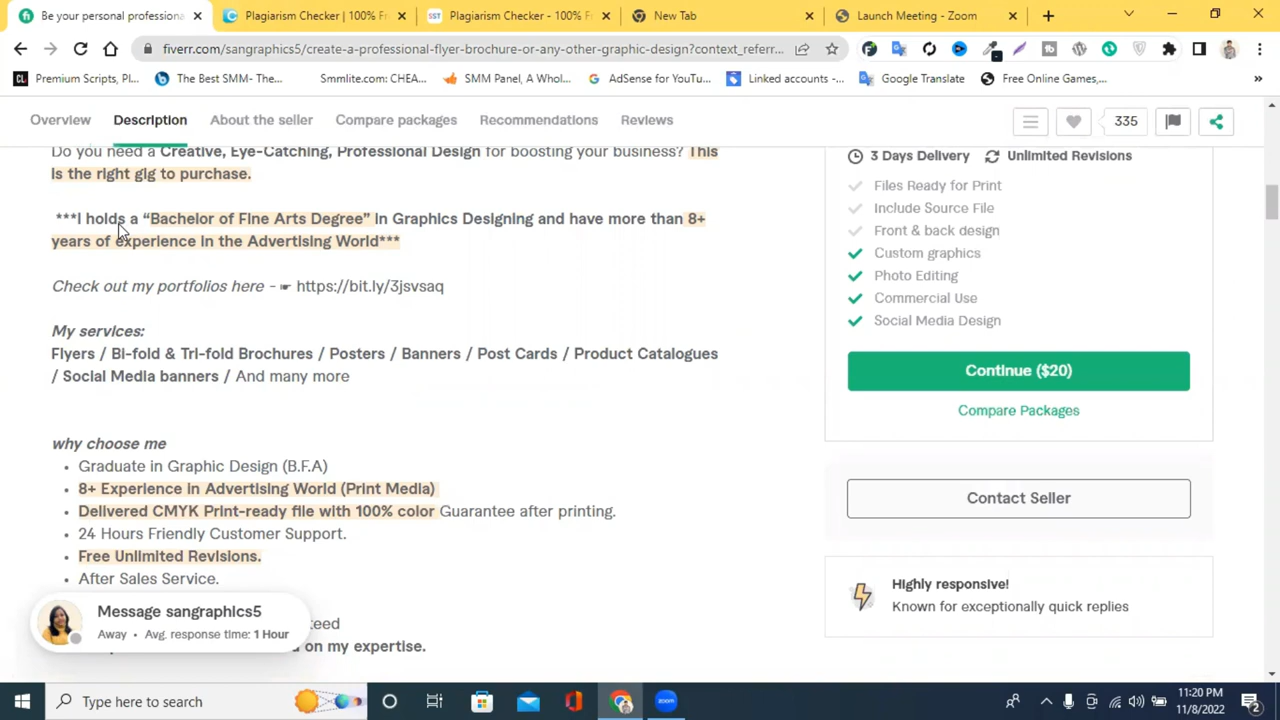 Be your personal professiona
Plagiarism Checker | 100% F
Plagiarism Checker - 100% F
New Tab
Launch Meeting - Zoom
fiverr.com/sangraphics5/create-a-professional-flyer-brochure-or-any-other-graphic-design?context_referr...
Premium Scripts, Pl...
The Best SMM- The...
Smmlite.com: CHEA...
SMM Panel, A Whol...
AdSense for YouTu...
Linked accounts -...
Google Translate
Free Online Games,...
»
Overview
Description
About the seller
Compare packages
Recommendations
Reviews
335
Do you need a Creative, Eye-Catching, Professional Design for boosting your business? This
is the right gig to purchase.
***I holds a “Bachelor of Fine Arts Degree” in Graphics Designing and have more than 8+
years of experience in the Advertising World***
Check out my portfolios here - ☛ https://bit.ly/3jsvsaq
My services:
Flyers / Bi-fold & Tri-fold Brochures / Posters / Banners / Post Cards / Product Catalogues
/ Social Media banners / And many more
why choose me
• Graduate in Graphic Design (B.F.A)
• 8+ Experience in Advertising World (Print Media)
• Delivered CMYK Print-ready file with 100% color Guarantee after printing.
• 24 Hours Friendly Customer Support.
• Free Unlimited Revisions.
• After Sales Service.
teed
on my expertise.
Message sangraphics5
Away • Avg. response time: 1 Hour
3 Days Delivery
Unlimited Revisions
Files Ready for Print
Include Source File
Front & back design
Custom graphics
Photo Editing
Commercial Use
Social Media Design
Continue ($20)
Compare Packages
Contact Seller
Highly responsive!
Known for exceptionally quick replies
Type here to search
11:20 PM
11/8/2022
2